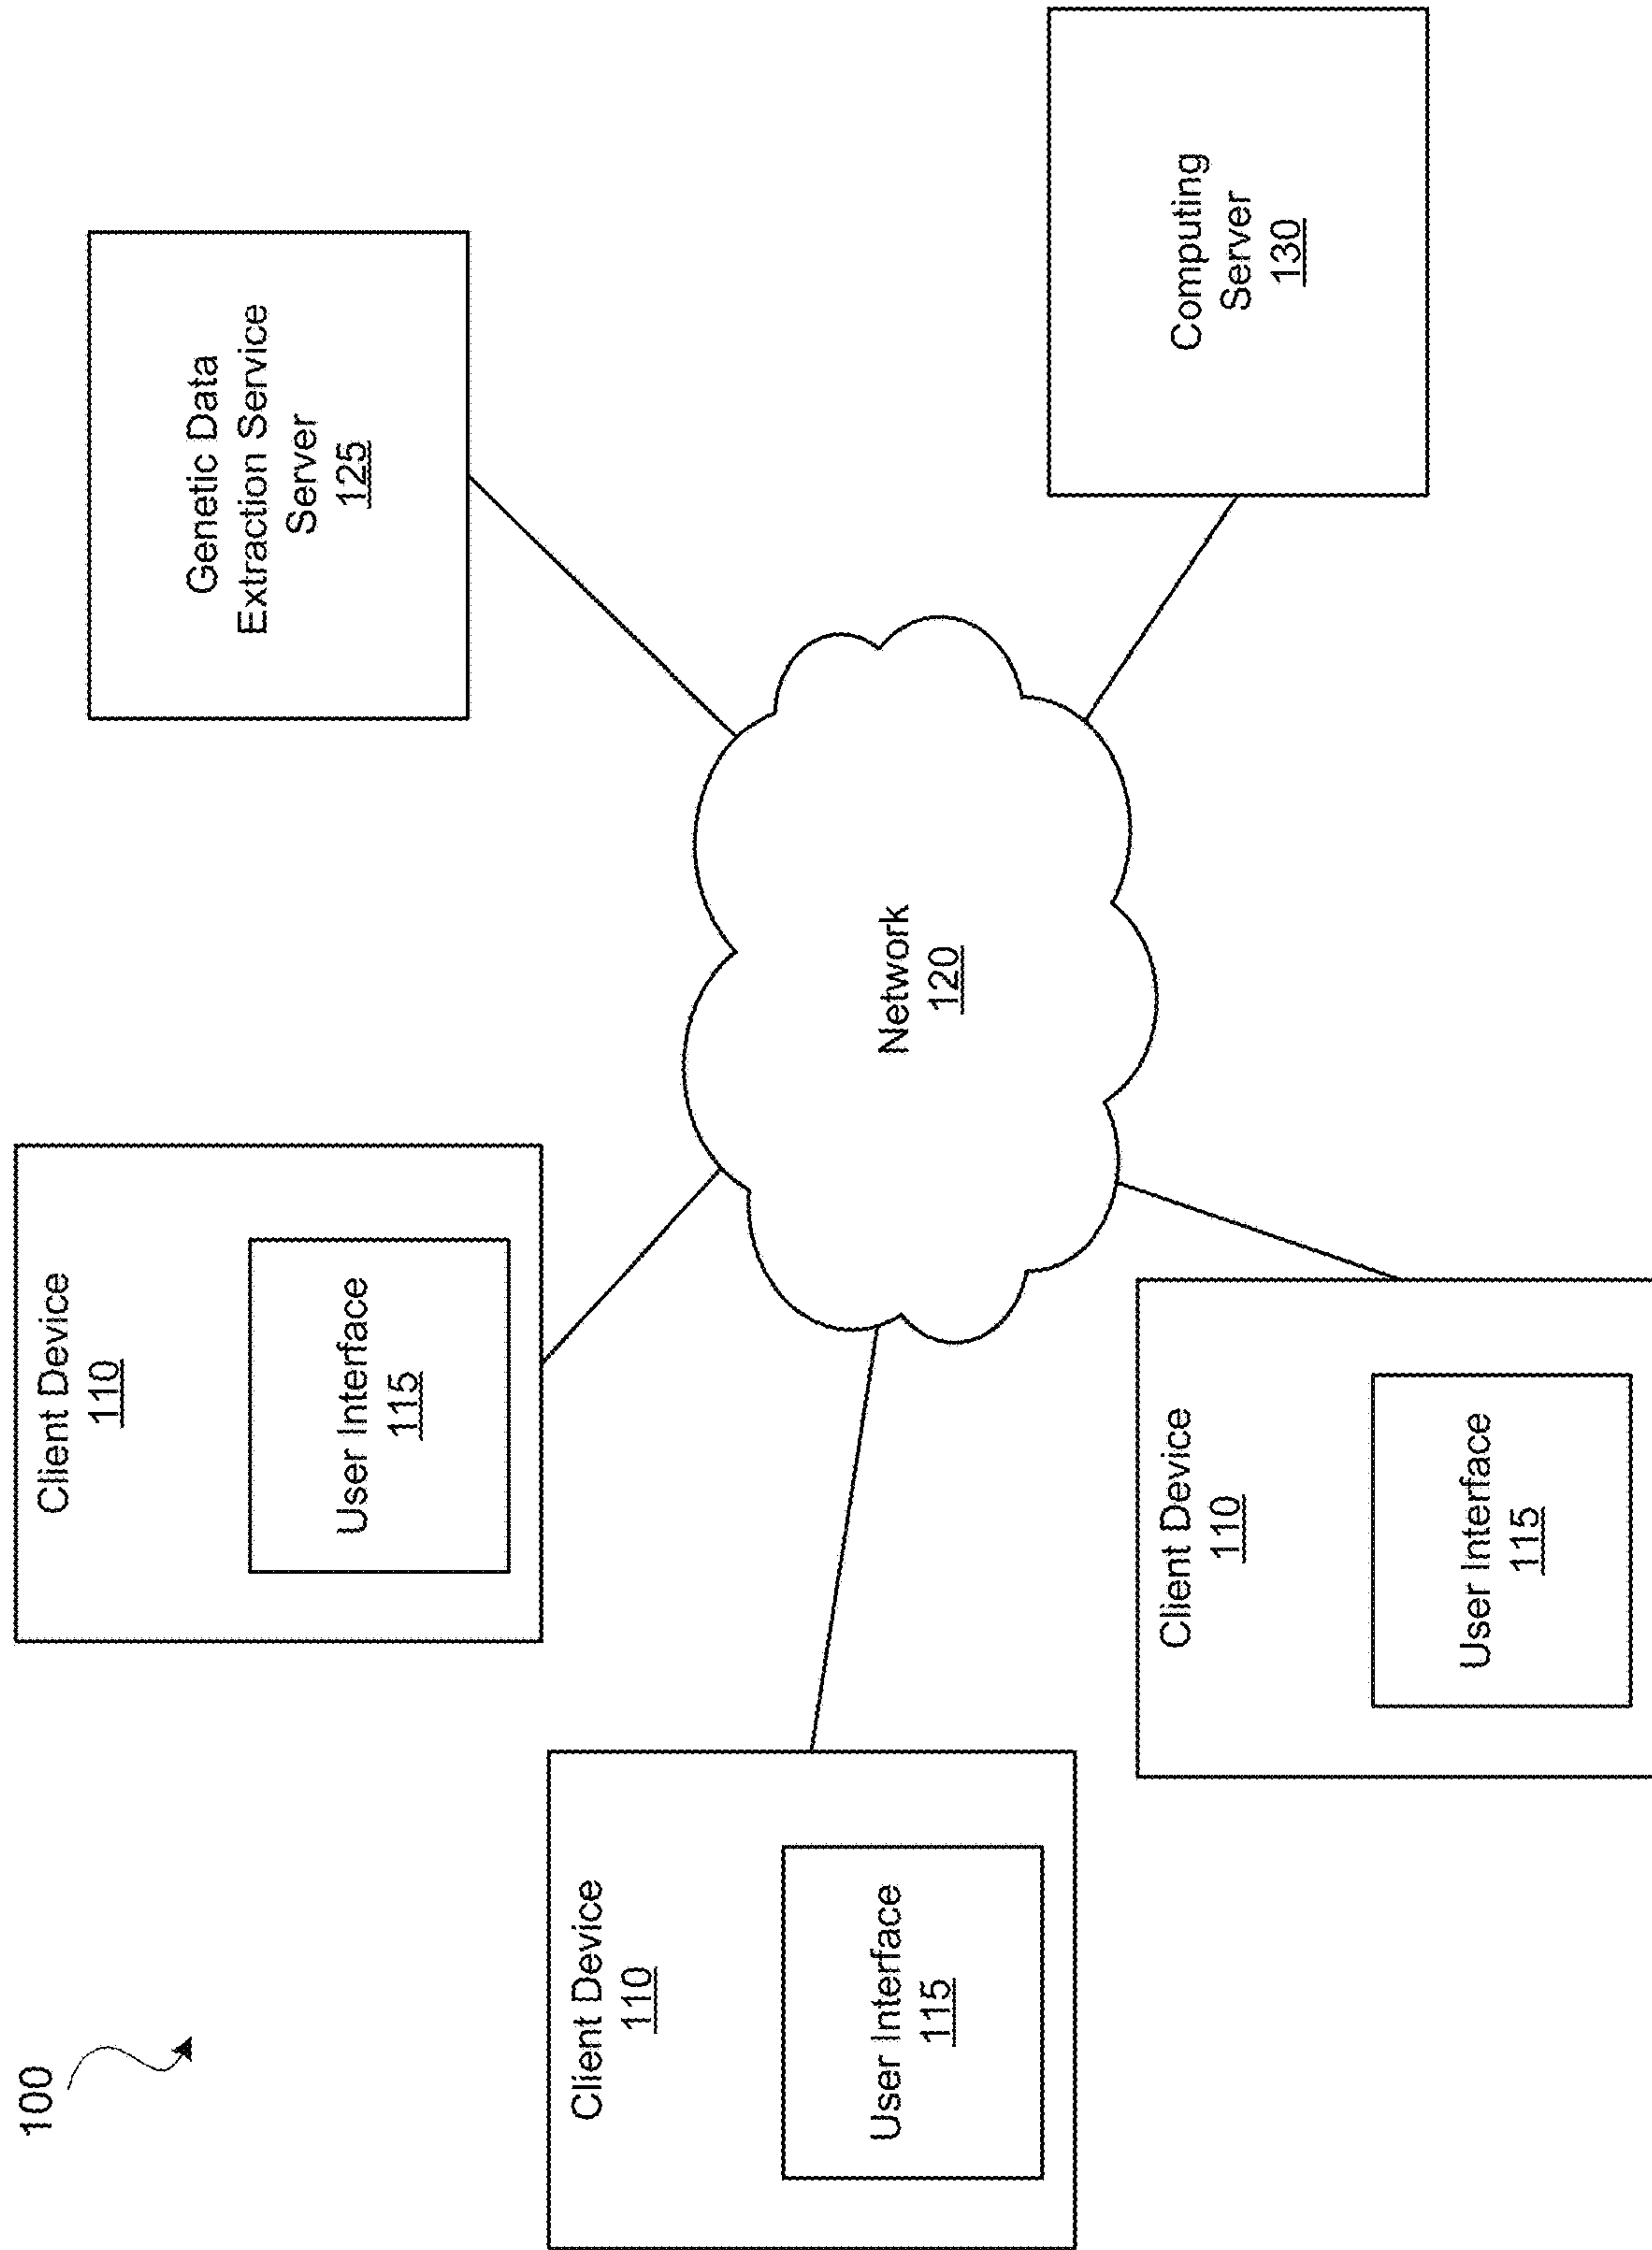 100
Client Device
110
User Interface
115
Client Device
110
User Interface
115
Client Device
110
User Interface
115
Network
120
Genetic Data
Extraction Service
Server
125
Computing
Server
130